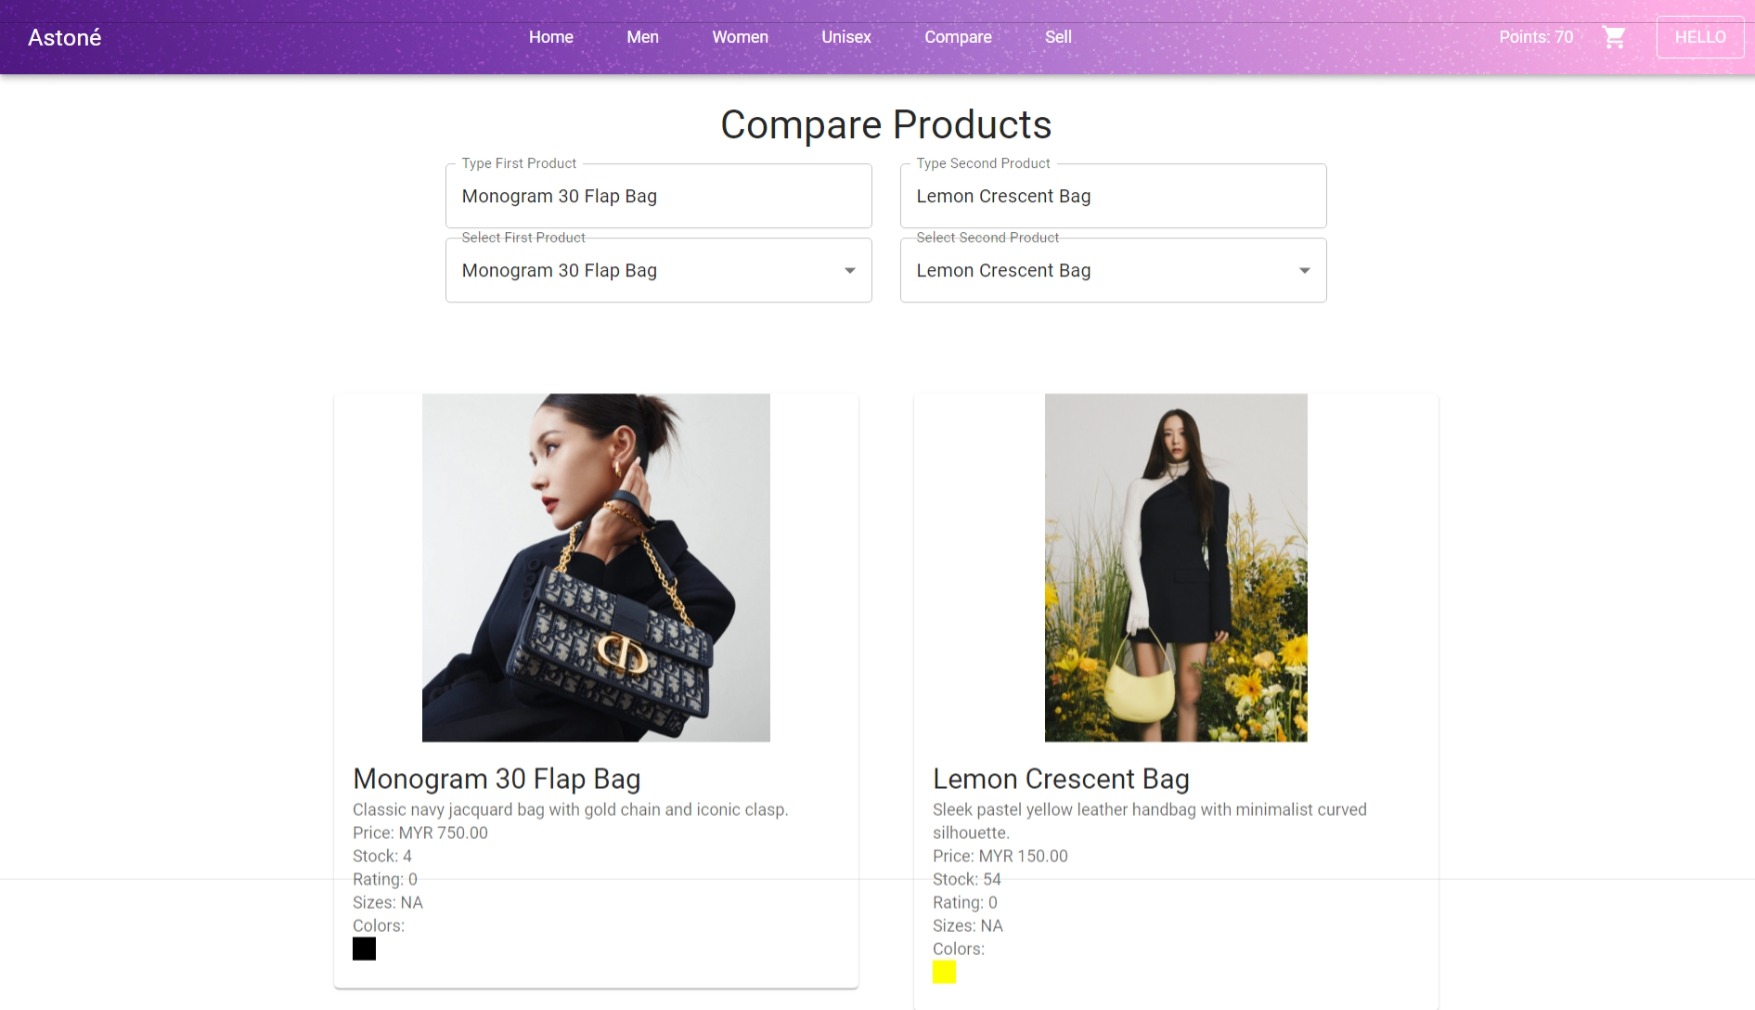 Astoné
Home
Men
Women
Unisex
Compare
Sell
Points: 70
HELLO
Compare Products
Type First Product
Monogram 30 Flap Bag
Type Second Product
Lemon Crescent Bag
Select First Product
Monogram 30 Flap Bag
Select Second Product
Lemon Crescent Bag
Monogram 30 Flap Bag
Classic navy jacquard bag with gold chain and iconic clasp.
Price: MYR 750.00
Stock: 4
Rating: 0
Sizes: NA
Colors:
Lemon Crescent Bag
Sleek pastel yellow leather handbag with minimalist curved
silhouette.
Price: MYR 150.00
Stock: 54
Rating: 0
Sizes: NA
Colors: